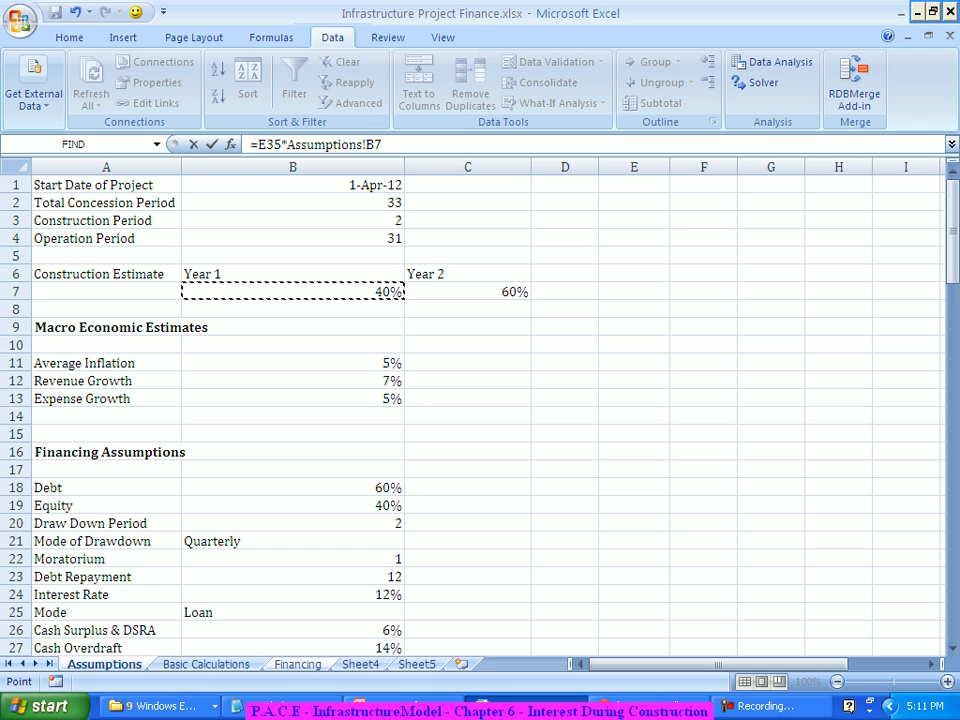 Infrastructure Project Finance.xlsx - Microsoft Excel
Home Insert Page Layout Formulas Data Review View
Get External Data
Refresh All
Connections
Properties
Edit Links
Connections
Sort
Filter
Clear
Reapply
Advanced
Sort & Filter
Text to Columns
Remove Duplicates
Data Validation
Consolidate
What-If Analysis
Data Tools
Group
Ungroup
Subtotal
Outline
Data Analysis
Solver
Analysis
RDBMerge Add-in
Merge
FIND fx =E35*Assumptions!B7
A B C D E F G H I
1 Start Date of Project 1-Apr-12
2 Total Concession Period 33
3 Construction Period 2
4 Operation Period 31
5
6 Construction Estimate Year 1 Year 2
7 40% 60%
8
9 Macro Economic Estimates
10
11 Average Inflation 5%
12 Revenue Growth 7%
13 Expense Growth 5%
14
15
16 Financing Assumptions
17
18 Debt 60%
19 Equity 40%
20 Draw Down Period 2
21 Mode of Drawdown Quarterly
22 Moratorium 1
23 Debt Repayment 12
24 Interest Rate 12%
25 Mode Loan
26 Cash Surplus & DSRA 6%
27 Cash Overdraft 14%
Assumptions Basic Calculations Financing Sheet4 Sheet5
Point 100%
start 9 Windows E... Recording... 5:11 PM
P.A.C.E - InfrastructureModel - Chapter 6 - Interest During Construction